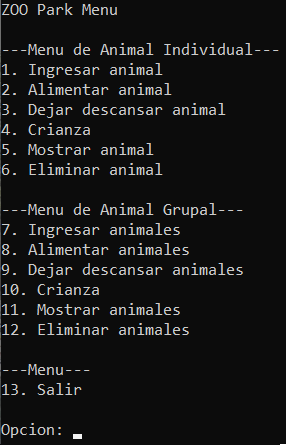 ZOO Park Menu
---Menu de Animal Individual---
1. Ingresar animal
2. Alimentar animal
3. Dejar descansar animal
4. Crianza
5. Mostrar animal
6. Eliminar animal
---Menu de Animal Grupal---
7. Ingresar animales
8. Alimentar animales
9. Dejar descansar animales
10. Crianza
11. Mostrar animales
12. Eliminar animales
---Menu---
13. Salir
Opcion: